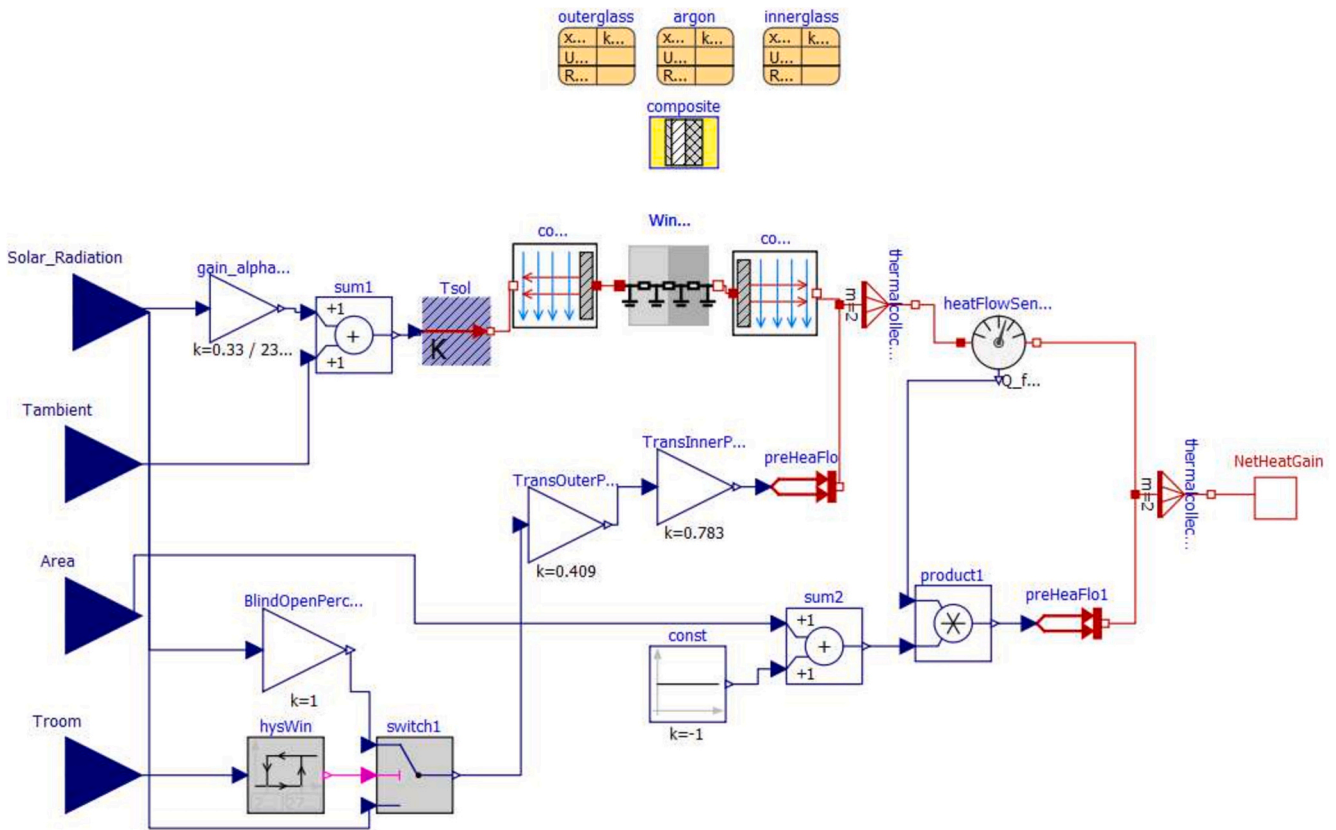 outerglass argon innerglass
x... k... x... k... x... k...
U... U... U...
R... R... R...
composite
Win...
co... co...
Solar_Radiation
gain_alpha...
sum1
Tsol
thermalcollec...
heatFlowSen...
+1
+1
K
m=2
k=0.33 / 23...
Q_f...
Tambient
TransInnerP...
preHeaFlo
thermalcollec...
NetHeatGain
TransOuterP...
m=2
k=0.783
Area
k=0.409
product1
BlindOpenPerc...
sum2
preHeaFlo1
const
+1
+1
k=1
Troom
hysWin
switch1
k=-1